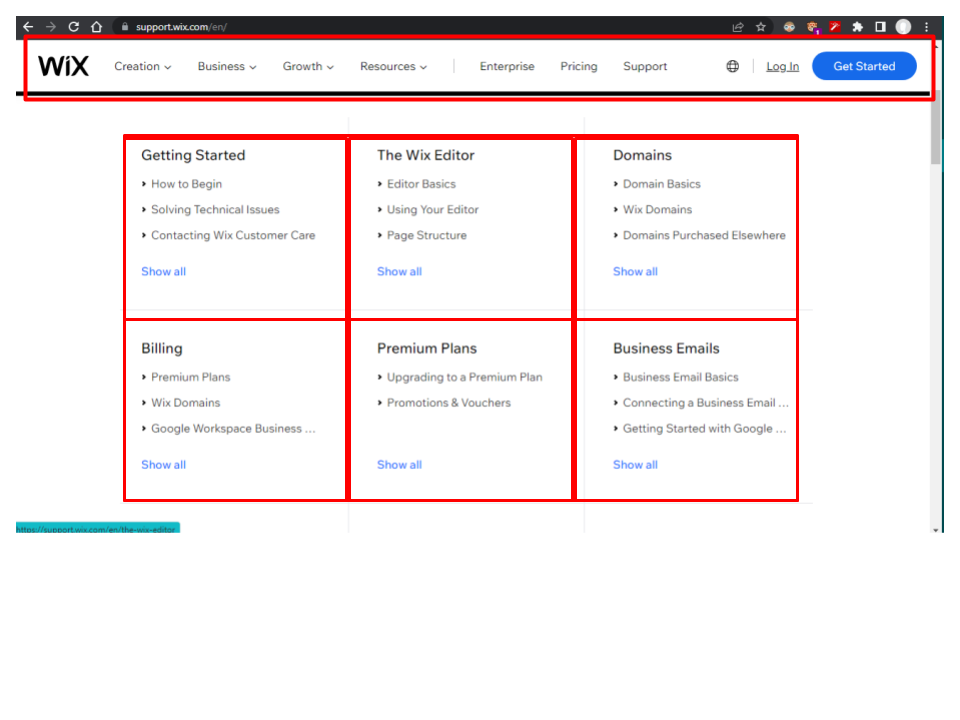 support.wix.com/en/
WiX Creation Business Growth Resources Enterprise Pricing Support Log In Get Started
Getting Started
How to Begin
Solving Technical Issues
Contacting Wix Customer Care
Show all
The Wix Editor
Editor Basics
Using Your Editor
Page Structure
Show all
Domains
Domain Basics
Wix Domains
Domains Purchased Elsewhere
Show all
Billing
Premium Plans
Wix Domains
Google Workspace Business ...
Show all
Premium Plans
Upgrading to a Premium Plan
Promotions & Vouchers
Show all
Business Emails
Business Email Basics
Connecting a Business Email ...
Getting Started with Google ...
Show all
https://support.wix.com/en/the-wix-editor